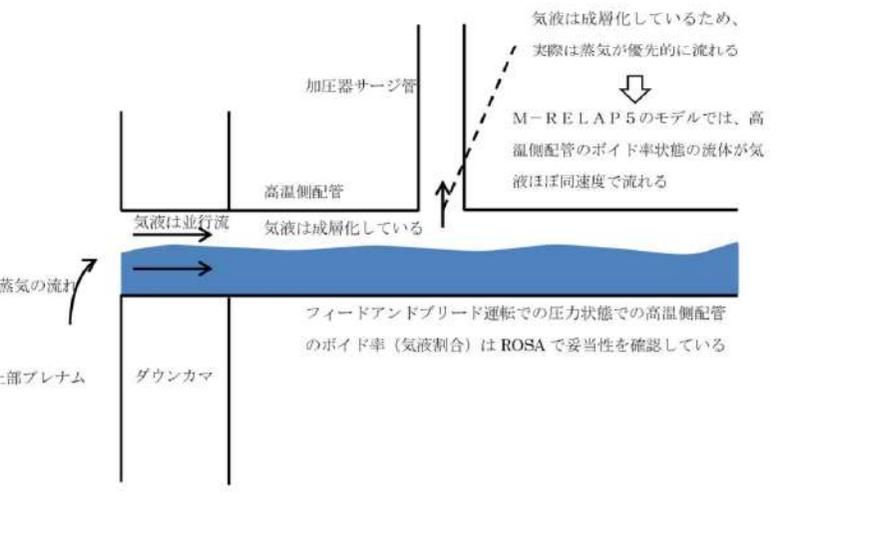 気液は成層化しているため、
実際は蒸気が優先的に流れる
加圧器サージ管
M－RELAP5のモデルでは、高
温側配管のボイド率状態の流体が気
液ほぼ同速度で流れる
高温側配管
気液は並行流
気液は成層化している
蒸気の流れ
フィードアンドブリード運転での圧力状態での高温側配管
のボイド率（気液割合）はROSAで妥当性を確認している
上部プレナム
ダウンカマ